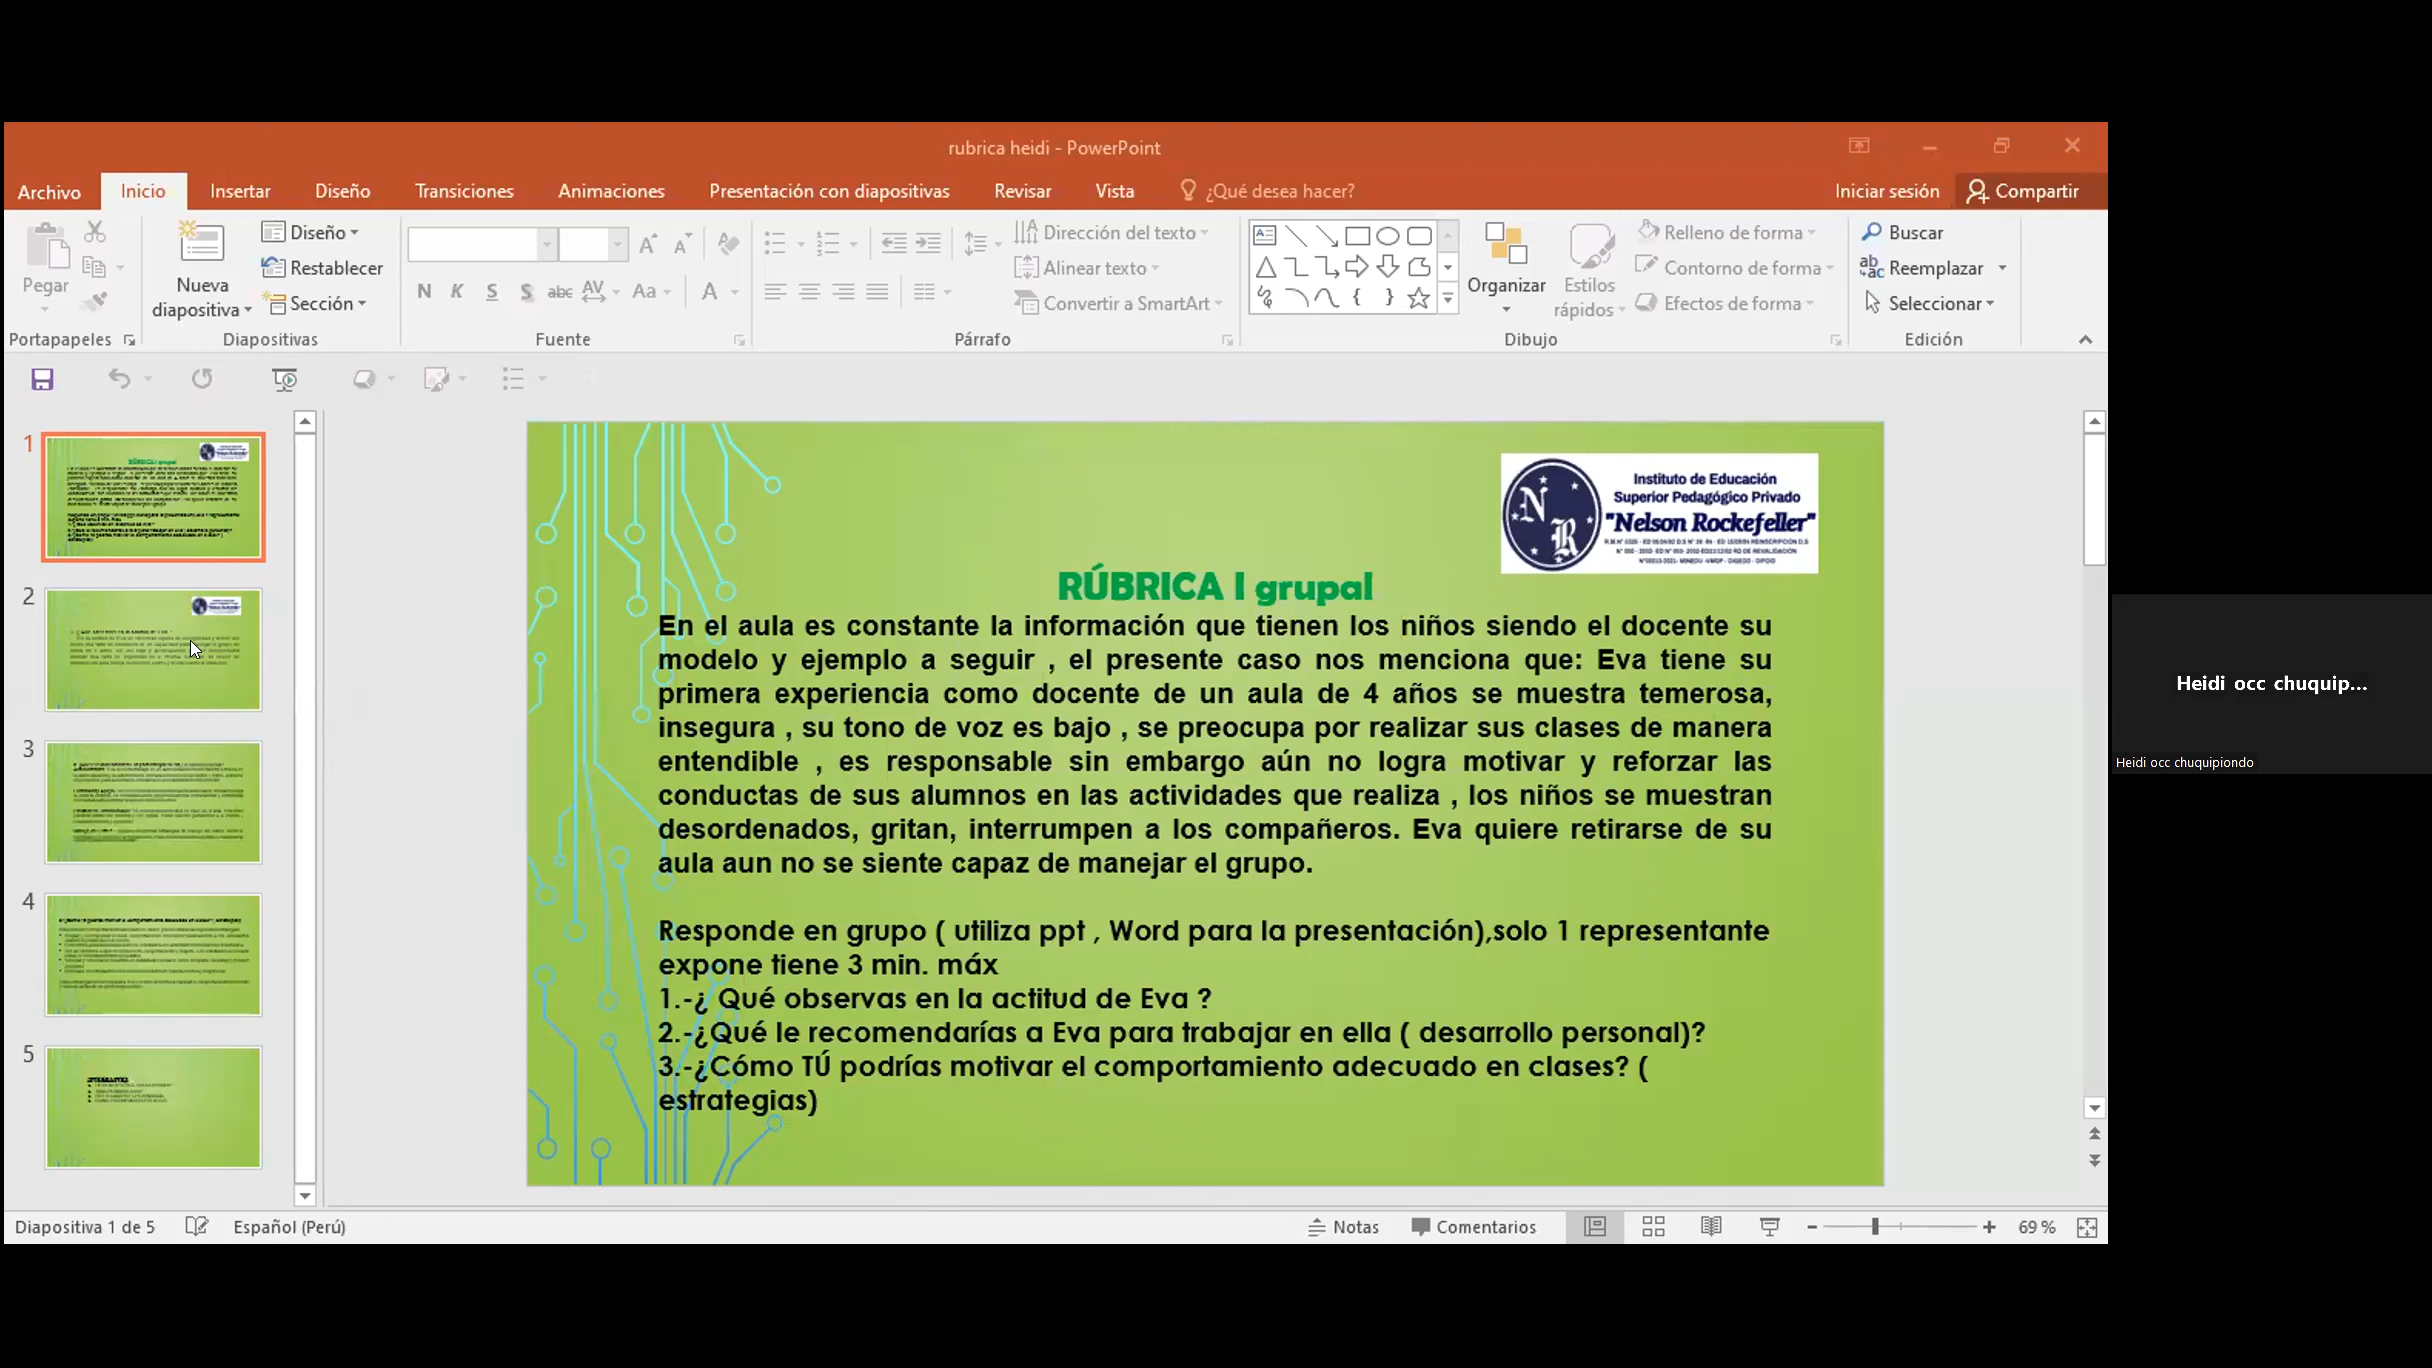 rubrica heidi - PowerPoint
Archivo Inicio Insertar Diseño Transiciones Animaciones Presentación con diapositivas Revisar Vista ¿Qué desea hacer? Iniciar sesión Compartir
Pegar
Nueva diapositiva
Diseño
Restablecer
Sección
N K S S abc AV Aa A
Dirección del texto
Alinear texto
Convertir a SmartArt
Organizar
Estilos rápidos
Relleno de forma
Contorno de forma
Efectos de forma
Buscar
Reemplazar
Seleccionar
Portapapeles Diapositivas Fuente Párrafo Dibujo Edición
1
2
3
4
5
Instituto de Educación
Superior Pedagógico Privado
"Nelson Rockefeller"
RÚBRICA I grupal
En el aula es constante la información que tienen los niños siendo el docente su
modelo y ejemplo a seguir , el presente caso nos menciona que: Eva tiene su
primera experiencia como docente de un aula de 4 años se muestra temerosa,
insegura , su tono de voz es bajo , se preocupa por realizar sus clases de manera
entendible , es responsable sin embargo aún no logra motivar y reforzar las
conductas de sus alumnos en las actividades que realiza , los niños se muestran
desordenados, gritan, interrumpen a los compañeros. Eva quiere retirarse de su
aula aun no se siente capaz de manejar el grupo.
Responde en grupo ( utiliza ppt , Word para la presentación),solo 1 representante
expone tiene 3 min. máx
1.-¿ Qué observas en la actitud de Eva ?
2.-¿Qué le recomendarías a Eva para trabajar en ella ( desarrollo personal)?
3.-¿Cómo TÚ podrías motivar el comportamiento adecuado en clases? (
estrategias)
Heidi occ chuquip...
Heidi occ chuquipiondo
Diapositiva 1 de 5 Español (Perú) Notas Comentarios 69 %